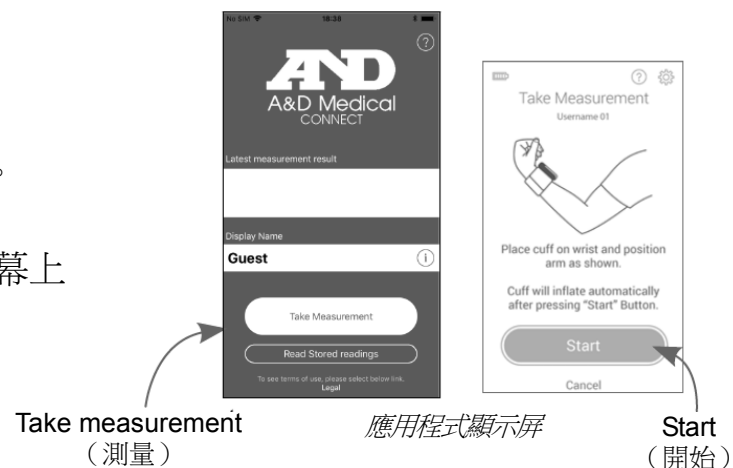 No SIM 18:38
?
AND
A&D Medical
CONNECT
Latest measurement result
Display Name
Guest i
Take Measurement
Read Stored readings
To see terms of use, please select below link.
Legal
?
Take Measurement
Username 01
Place cuff on wrist and position
arm as shown.
Cuff will inflate automatically
after pressing "Start" Button.
Start
Cancel
。
幕上
Take measurement
（測量）
應用程式顯示屏
Start
（開始）